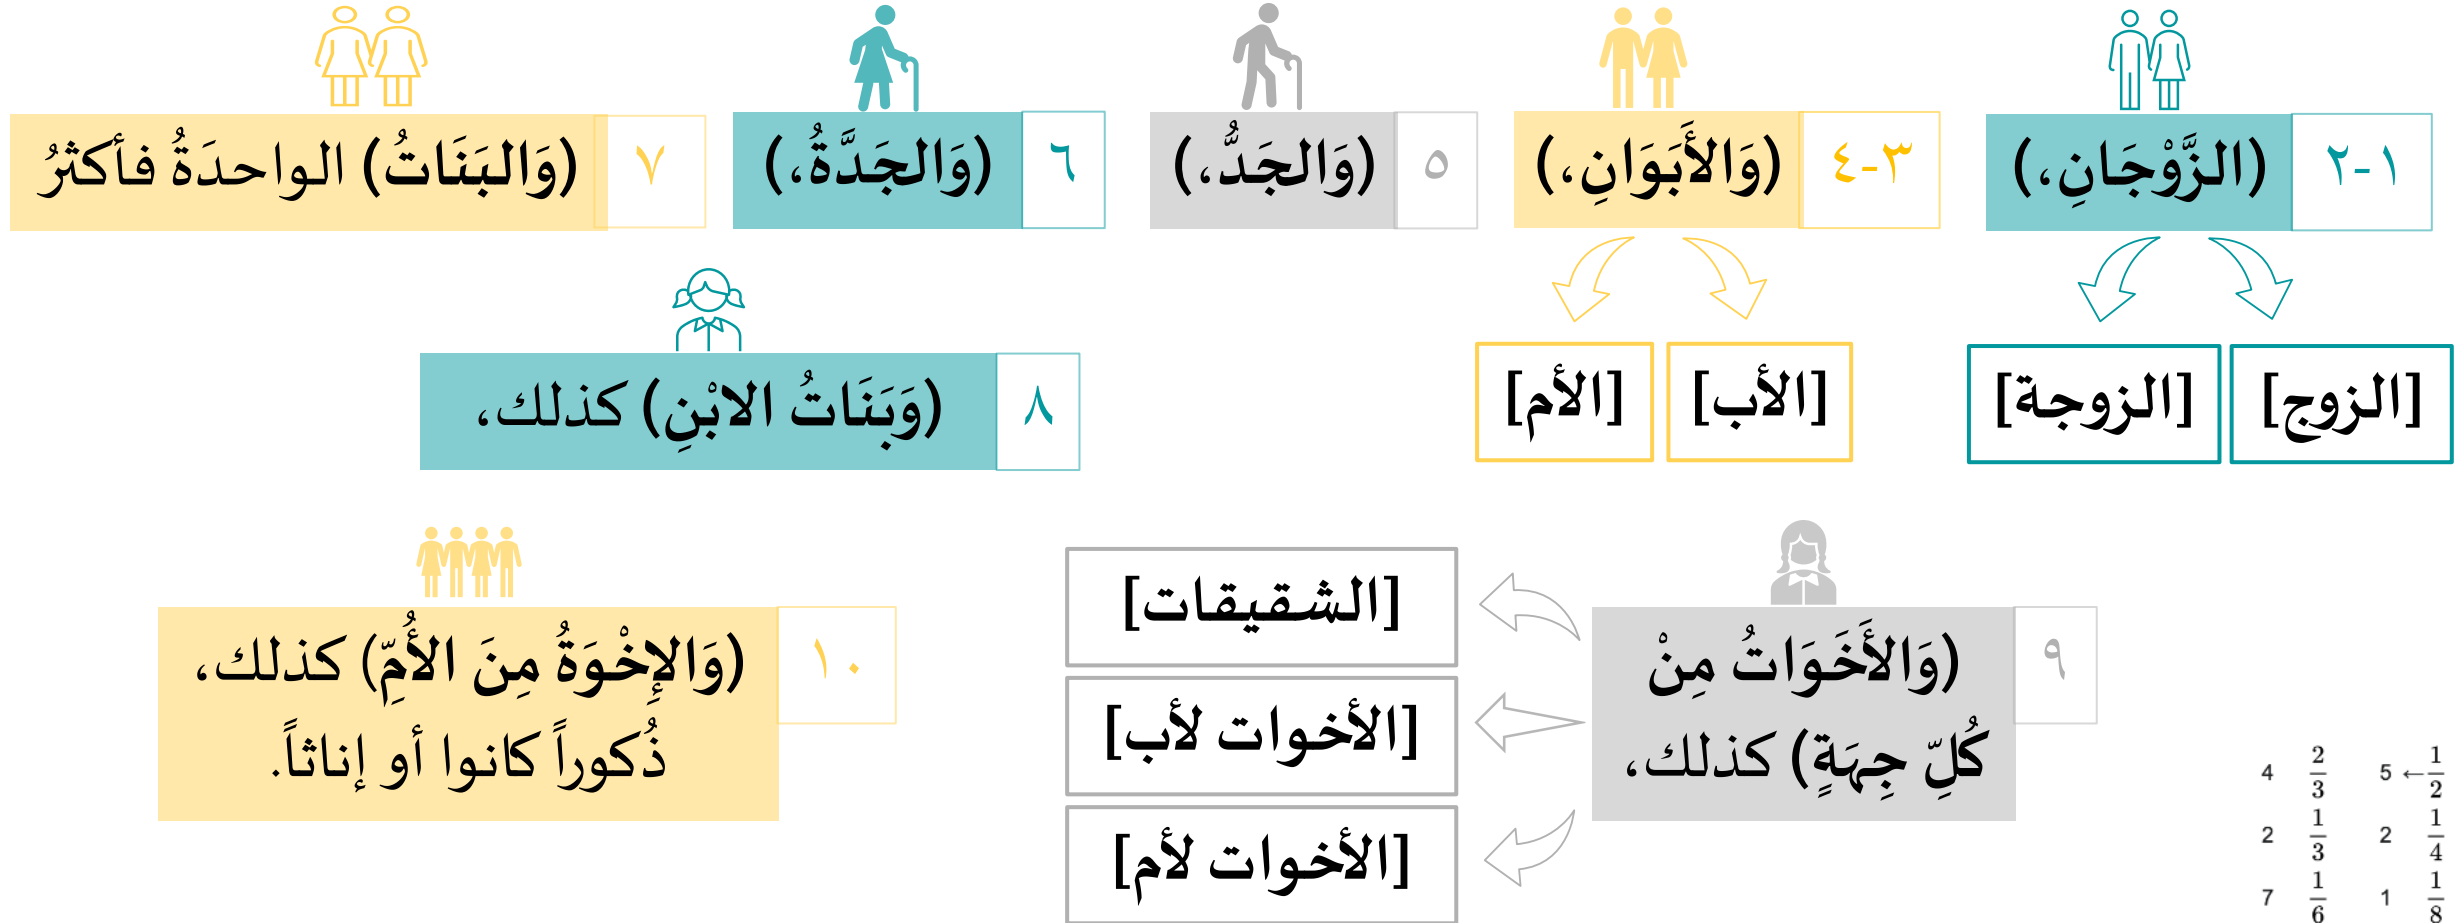 ١-٢ (الزَّوْجَانِ،)
[الزوج]
[الزوجة]
٣-٤ (وَالأَبَوَانِ،)
[الأب]
[الأم]
٥ (وَالجَدُّ،)
٦ (وَالجَدَّةُ،)
٧ (وَالبَنَاتُ) الواحدَةُ فأكثرُ
٨ (وَبَنَاتُ الابْنِ) كذلك،
٩ (وَالأَخَوَاتُ مِنْ
كُلِّ جِهَةٍ) كذلك،
[الشقيقات]
[الأخوات لأب]
[الأخوات لأم]
١٠ (وَالإِخْوَةُ مِنَ الأُمِّ) كذلك،
ذُكوراً كانوا أو إناثاً.
4 2/3 5 ← 1/2
2 1/3 2 1/4
7 1/6 1 1/8